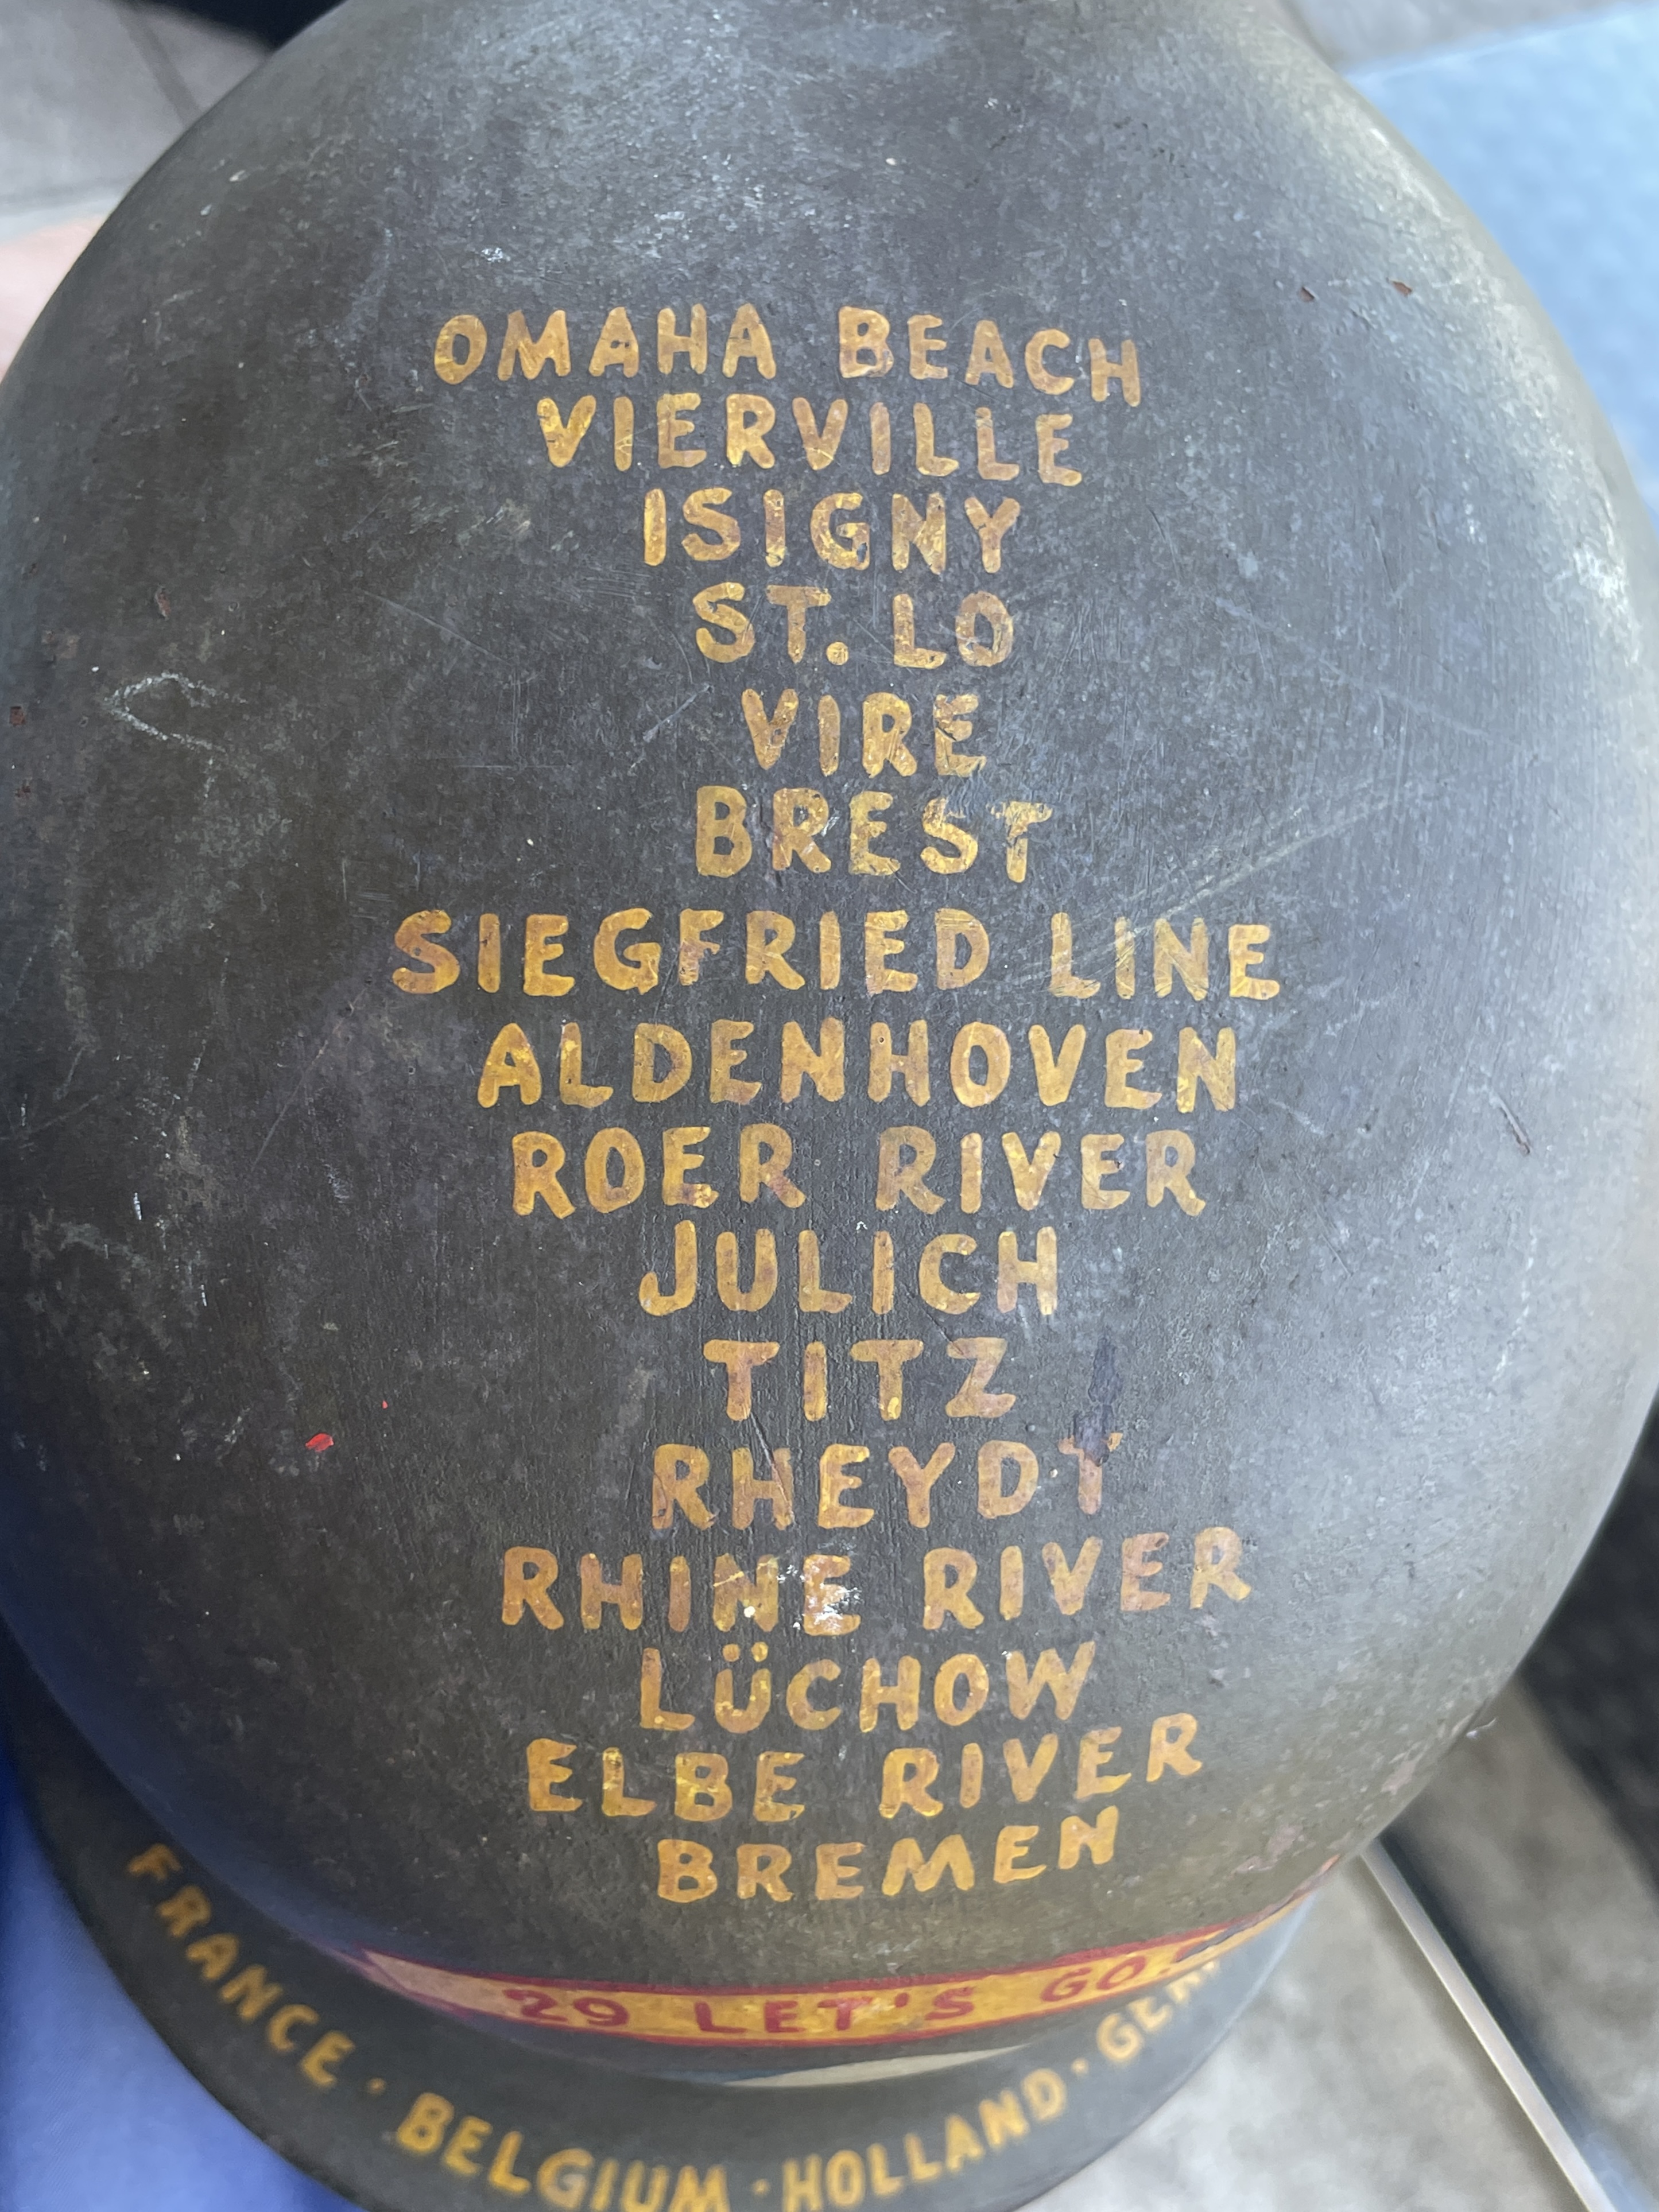 OMAHA BEACH
VIERVILLE
ISIGNY
ST. LO
VIRE
BREST
SIEGFRIED LINE
ALDENHOVEN
ROER RIVER
JULICH
TITZ
RHEYDT
RHINE RIVER
LÜCHOW
ELBE RIVER
BREMEN
29 LET'S GO!
FRANCE · BELGIUM · HOLLAND ·